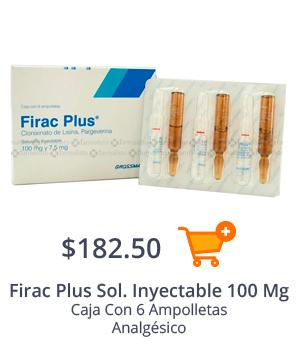 Caja con 6 ampolletas
Firac Plus®
Clonixinato de Lisina, Pargeverina
Solución Inyectable
100 mg y 7.5 mg
GROSSMAN
$182.50
Firac Plus Sol. Inyectable 100 Mg
Caja Con 6 Ampolletas
Analgésico